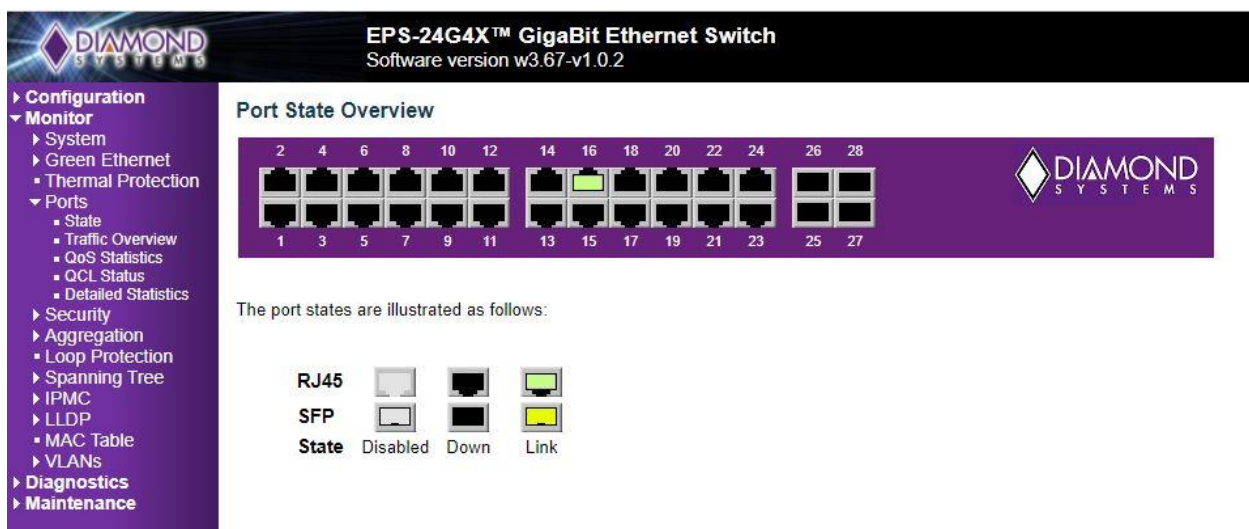 DIAMOND
SYSTEMS
EPS-24G4X™ GigaBit Ethernet Switch
Software version w3.67-v1.0.2
Configuration
Monitor
System
Green Ethernet
Thermal Protection
Ports
State
Traffic Overview
QoS Statistics
QCL Status
Detailed Statistics
Security
Aggregation
Loop Protection
Spanning Tree
IPMC
LLDP
MAC Table
VLANs
Diagnostics
Maintenance
Port State Overview
2 4 6 8 10 12 14 16 18 20 22 24 26 28
1 3 5 7 9 11 13 15 17 19 21 23 25 27
DIAMOND
SYSTEMS
The port states are illustrated as follows:
RJ45
SFP
State Disabled Down Link